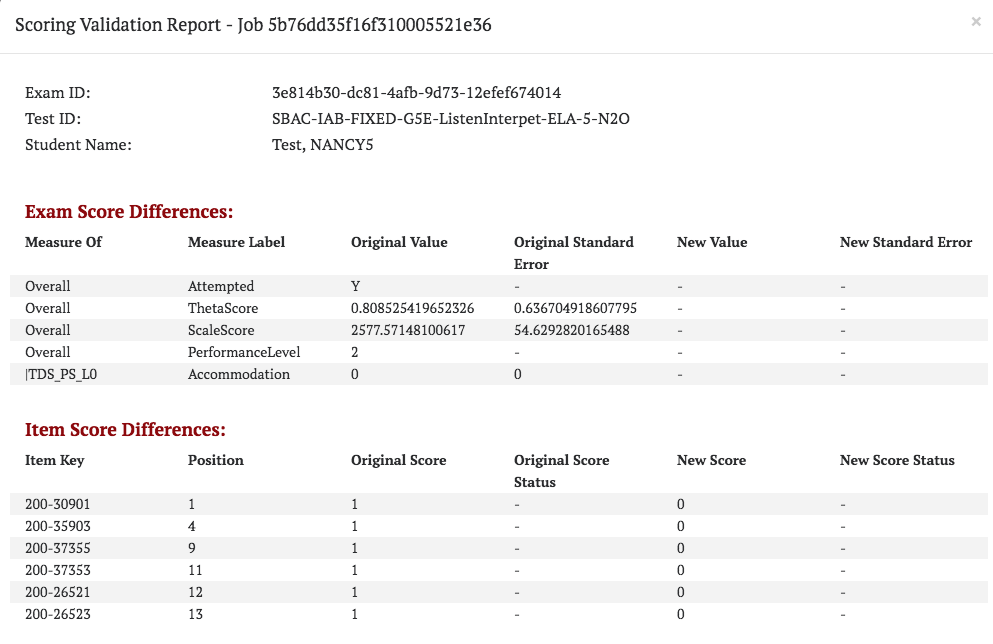 Scoring Validation Report - Job 5b76dd35f16f310005521e36 ×
Exam ID: 3e814b30-dc81-4afb-9d73-12efef674014
Test ID: SBAC-IAB-FIXED-G5E-ListenInterpet-ELA-5-N2O
Student Name: Test, NANCY5
Exam Score Differences:
Measure Of Measure Label Original Value Original Standard Error New Value New Standard Error
Overall Attempted Y - - -
Overall ThetaScore 0.808525419652326 0.636704918607795 - -
Overall ScaleScore 2577.57148100617 54.6292820165488 - -
Overall PerformanceLevel 2 - - -
|TDS_PS_L0 Accommodation 0 0 - -
Item Score Differences:
Item Key Position Original Score Original Score Status New Score New Score Status
200-30901 1 1 - 0 -
200-35903 4 1 - 0 -
200-37355 9 1 - 0 -
200-37353 11 1 - 0 -
200-26521 12 1 - 0 -
200-26523 13 1 - 0 -